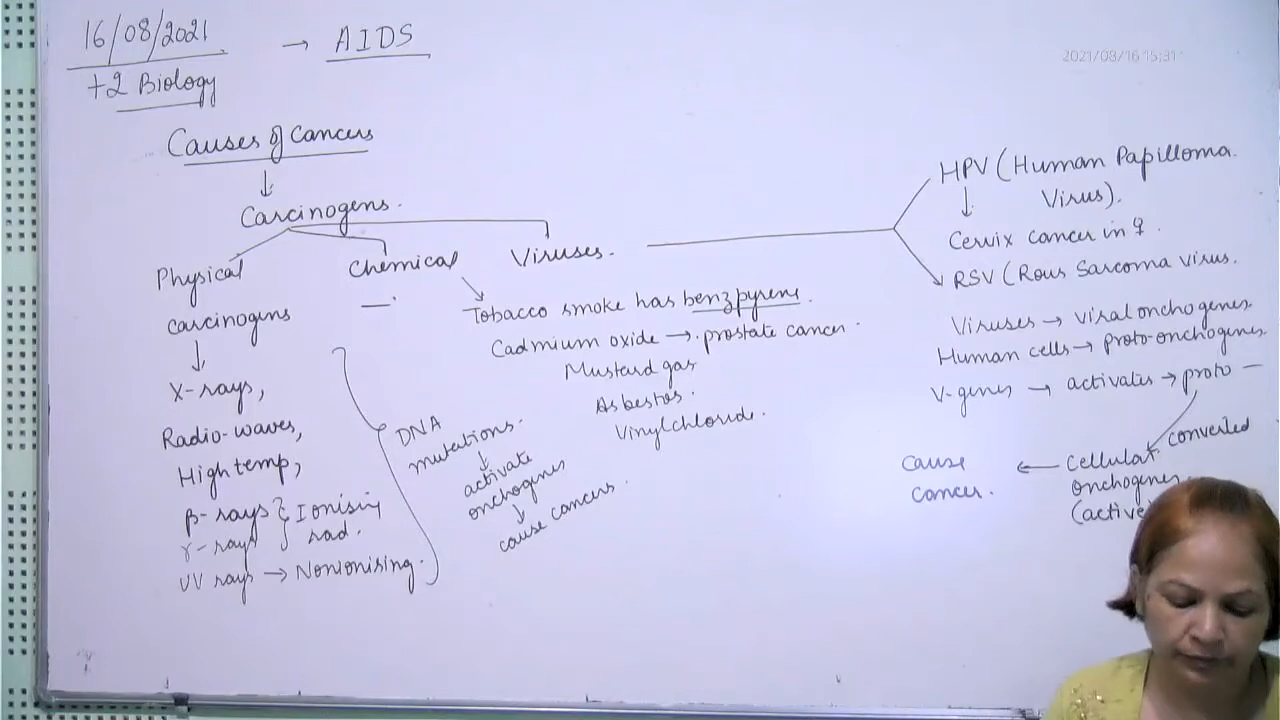 16/08/2021 → AIDS
+2 Biology
2021/08/16 15:31
Causes of Cancers
Carcinogens.
Physical
carcinogens
X-rays,
Radio-waves,
High temp,
β-rays } Ionising
γ-rays } rad.
UV rays → Nonionising.
DNA
mutations.
activate
onchogenes
cause cancers.
Chemical
Tobacco smoke has benzpyrene.
Cadmium oxide → prostate cancer.
Mustard gas
Asbestos.
Vinylchloride.
Viruses.
HPV (Human Papilloma
Virus).
Cervix cancer in ♀.
RSV (Rous Sarcoma Virus.
Viruses → viral onchogenes.
Human cells → proto-onchogenes.
V-genes → activates → proto —
converted
Cellular
onchogenes
(active
cause
cancer.